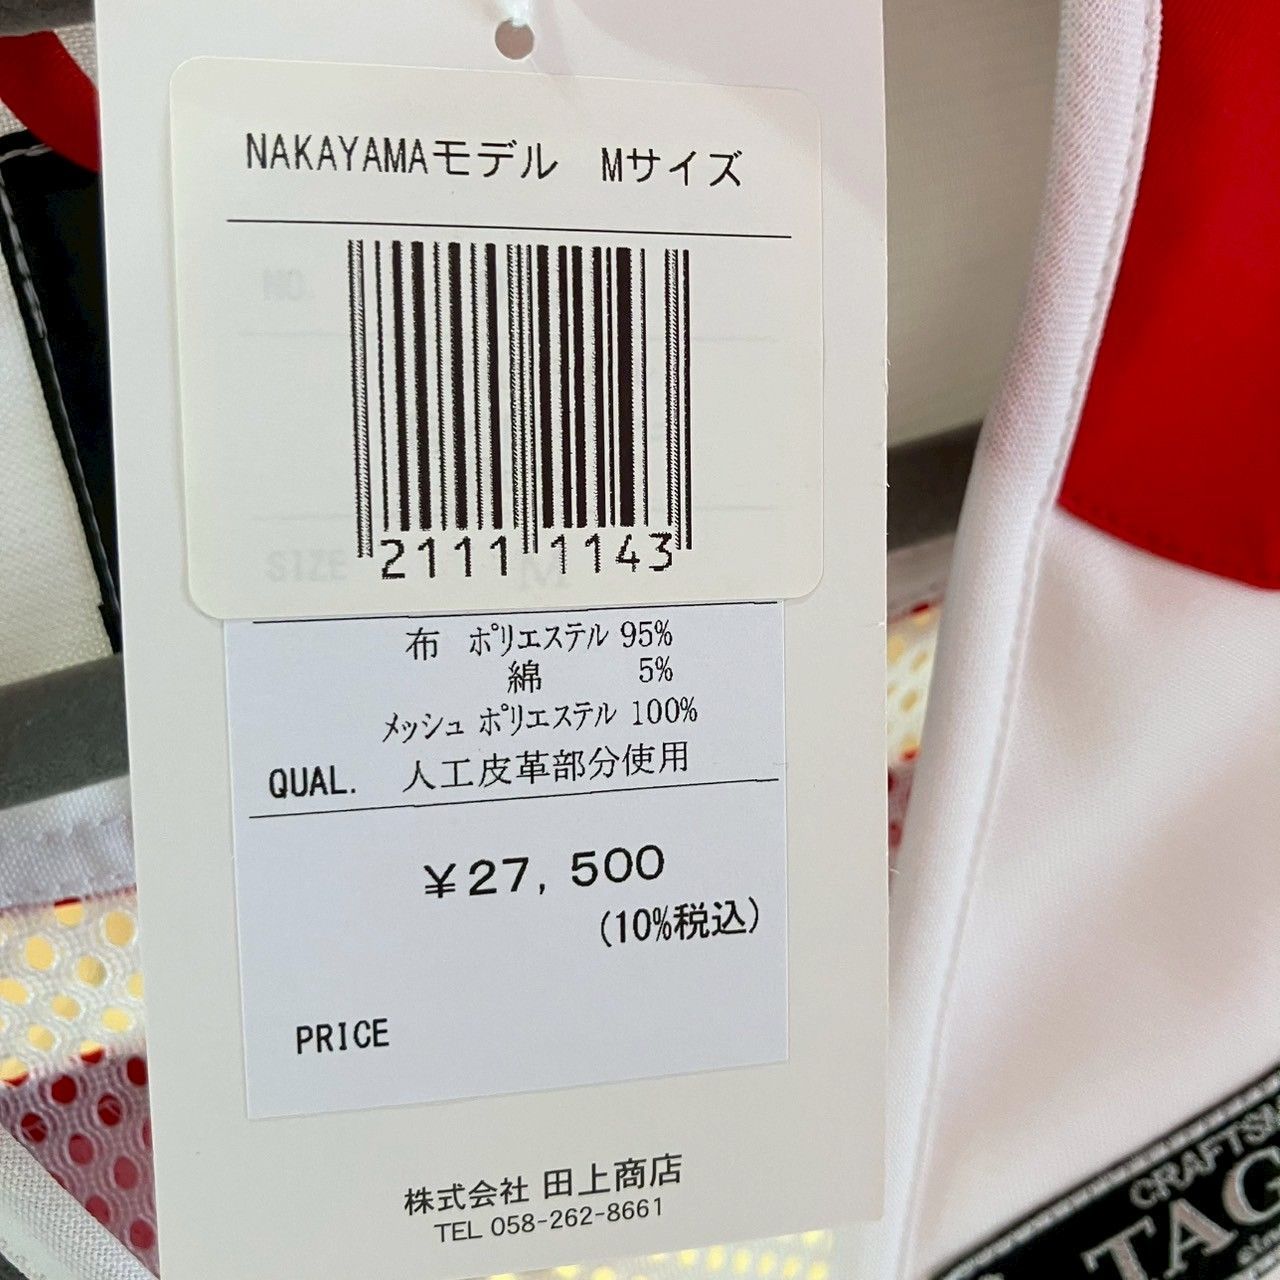 NAKAYAMAモデル Mサイズ
NO.
2111 1143
SIZE M
布 ポリエステル 95%
綿 5%
メッシュ ポリエステル 100%
QUAL. 人工皮革部分使用
¥27,500
(10%税込)
PRICE
株式会社 田上商店
TEL 058-262-8661